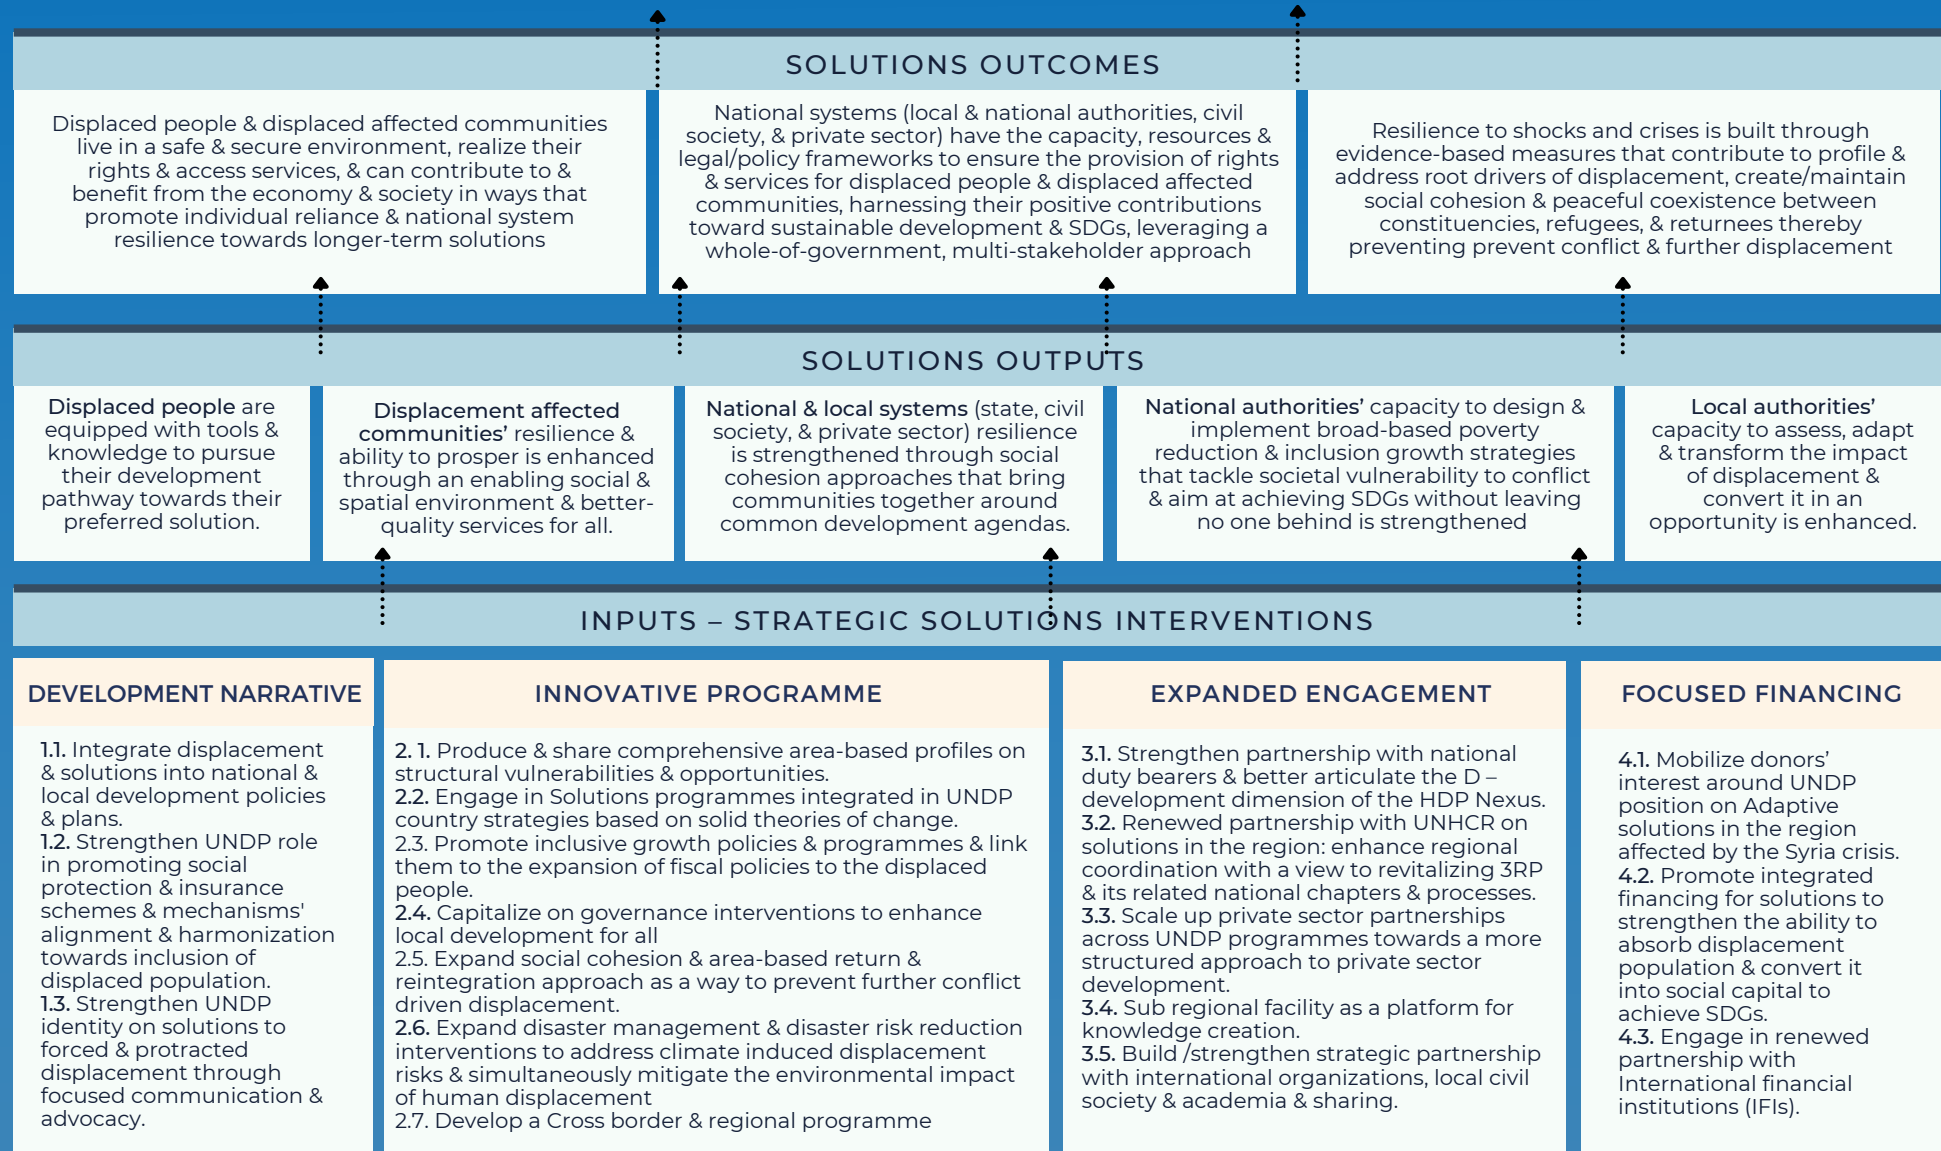 SOLUTIONS OUTCOMES
Displaced people & displaced affected communities
live in a safe & secure environment, realize their
rights & access services, & can contribute to &
benefit from the economy & society in ways that
promote individual reliance & national system
resilience towards longer-term solutions
National systems (local & national authorities, civil
society, & private sector) have the capacity, resources &
legal/policy frameworks to ensure the provision of rights
& services for displaced people & displaced affected
communities, harnessing their positive contributions
toward sustainable development & SDGs, leveraging a
whole-of-government, multi-stakeholder approach
Resilience to shocks and crises is built through
evidence-based measures that contribute to profile &
address root drivers of displacement, create/maintain
social cohesion & peaceful coexistence between
constituencies, refugees, & returnees thereby
preventing prevent conflict & further displacement
SOLUTIONS OUTPUTS
Displaced people are
equipped with tools &
knowledge to pursue
their development
pathway towards their
preferred solution.
Displacement affected
communities’ resilience &
ability to prosper is enhanced
through an enabling social &
spatial environment & better-
quality services for all.
National & local systems (state, civil
society, & private sector) resilience
is strengthened through social
cohesion approaches that bring
communities together around
common development agendas.
National authorities’ capacity to design &
implement broad-based poverty
reduction & inclusion growth strategies
that tackle societal vulnerability to conflict
& aim at achieving SDGs without leaving
no one behind is strengthened
Local authorities’
capacity to assess, adapt
& transform the impact
of displacement &
convert it in an
opportunity is enhanced.
INPUTS – STRATEGIC SOLUTIONS INTERVENTIONS
DEVELOPMENT NARRATIVE
1.1. Integrate displacement
& solutions into national &
local development policies
& plans.
1.2. Strengthen UNDP role
in promoting social
protection & insurance
schemes & mechanisms'
alignment & harmonization
towards inclusion of
displaced population.
1.3. Strengthen UNDP
identity on solutions to
forced & protracted
displacement through
focused communication &
advocacy.
INNOVATIVE PROGRAMME
2. 1. Produce & share comprehensive area-based profiles on
structural vulnerabilities & opportunities.
2.2. Engage in Solutions programmes integrated in UNDP
country strategies based on solid theories of change.
2.3. Promote inclusive growth policies & programmes & link
them to the expansion of fiscal policies to the displaced
people.
2.4. Capitalize on governance interventions to enhance
local development for all
2.5. Expand social cohesion & area-based return &
reintegration approach as a way to prevent further conflict
driven displacement.
2.6. Expand disaster management & disaster risk reduction
interventions to address climate induced displacement
risks & simultaneously mitigate the environmental impact
of human displacement
2.7. Develop a Cross border & regional programme
EXPANDED ENGAGEMENT
3.1. Strengthen partnership with national
duty bearers & better articulate the D –
development dimension of the HDP Nexus.
3.2. Renewed partnership with UNHCR on
solutions in the region: enhance regional
coordination with a view to revitalizing 3RP
& its related national chapters & processes.
3.3. Scale up private sector partnerships
across UNDP programmes towards a more
structured approach to private sector
development.
3.4. Sub regional facility as a platform for
knowledge creation.
3.5. Build /strengthen strategic partnership
with international organizations, local civil
society & academia & sharing.
FOCUSED FINANCING
4.1. Mobilize donors’
interest around UNDP
position on Adaptive
solutions in the region
affected by the Syria crisis.
4.2. Promote integrated
financing for solutions to
strengthen the ability to
absorb displacement
population & convert it
into social capital to
achieve SDGs.
4.3. Engage in renewed
partnership with
International financial
institutions (IFIs).